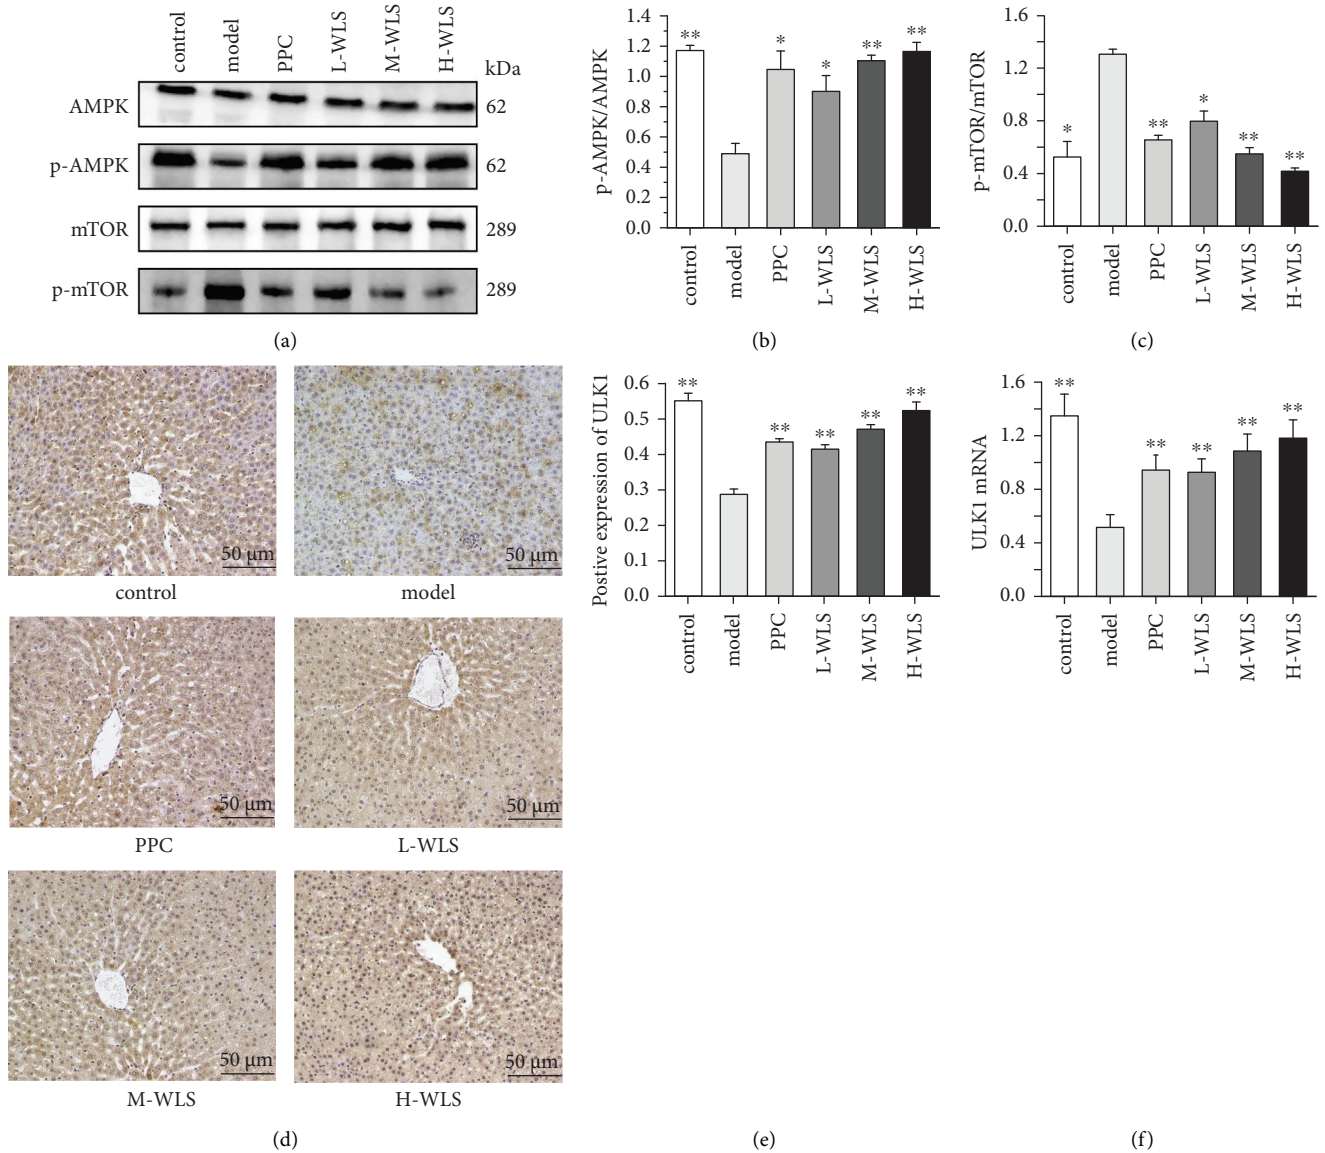 control
model
PPC
L-WLS
M-WLS
H-WLS
kDa
AMPK
62
p-AMPK
62
mTOR
289
p-mTOR
289
(a)
p-AMPK/AMPK
1.4
1.2
1.0
0.8
0.6
0.4
0.2
0.0
**
*
*
**
**
control
model
PPC
L-WLS
M-WLS
H-WLS
(b)
p-mTOR/mTOR
1.6
1.2
0.8
0.4
0.0
*
**
*
**
**
control
model
PPC
L-WLS
M-WLS
H-WLS
(c)
50 μm
control
50 μm
model
50 μm
PPC
50 μm
L-WLS
50 μm
M-WLS
50 μm
H-WLS
(d)
Postive expression of ULK1
0.6
0.5
0.4
0.3
0.2
0.1
0.0
**
**
**
**
**
control
model
PPC
L-WLS
M-WLS
H-WLS
(e)
ULK1 mRNA
1.6
1.2
0.8
0.4
0.0
**
**
**
**
**
control
model
PPC
L-WLS
M-WLS
H-WLS
(f)